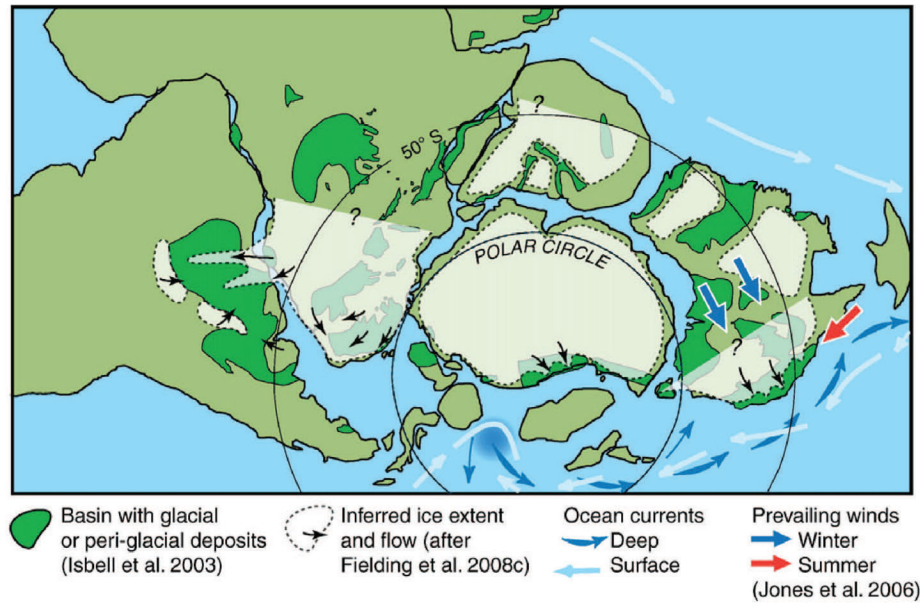 ?
50° S
?
POLAR CIRCLE
?
Basin with glacial
or peri-glacial deposits
(Isbell et al. 2003)
Inferred ice extent
and flow (after
Fielding et al. 2008c)
Ocean currents
Deep
Surface
Prevailing winds
Winter
Summer
(Jones et al. 2006)